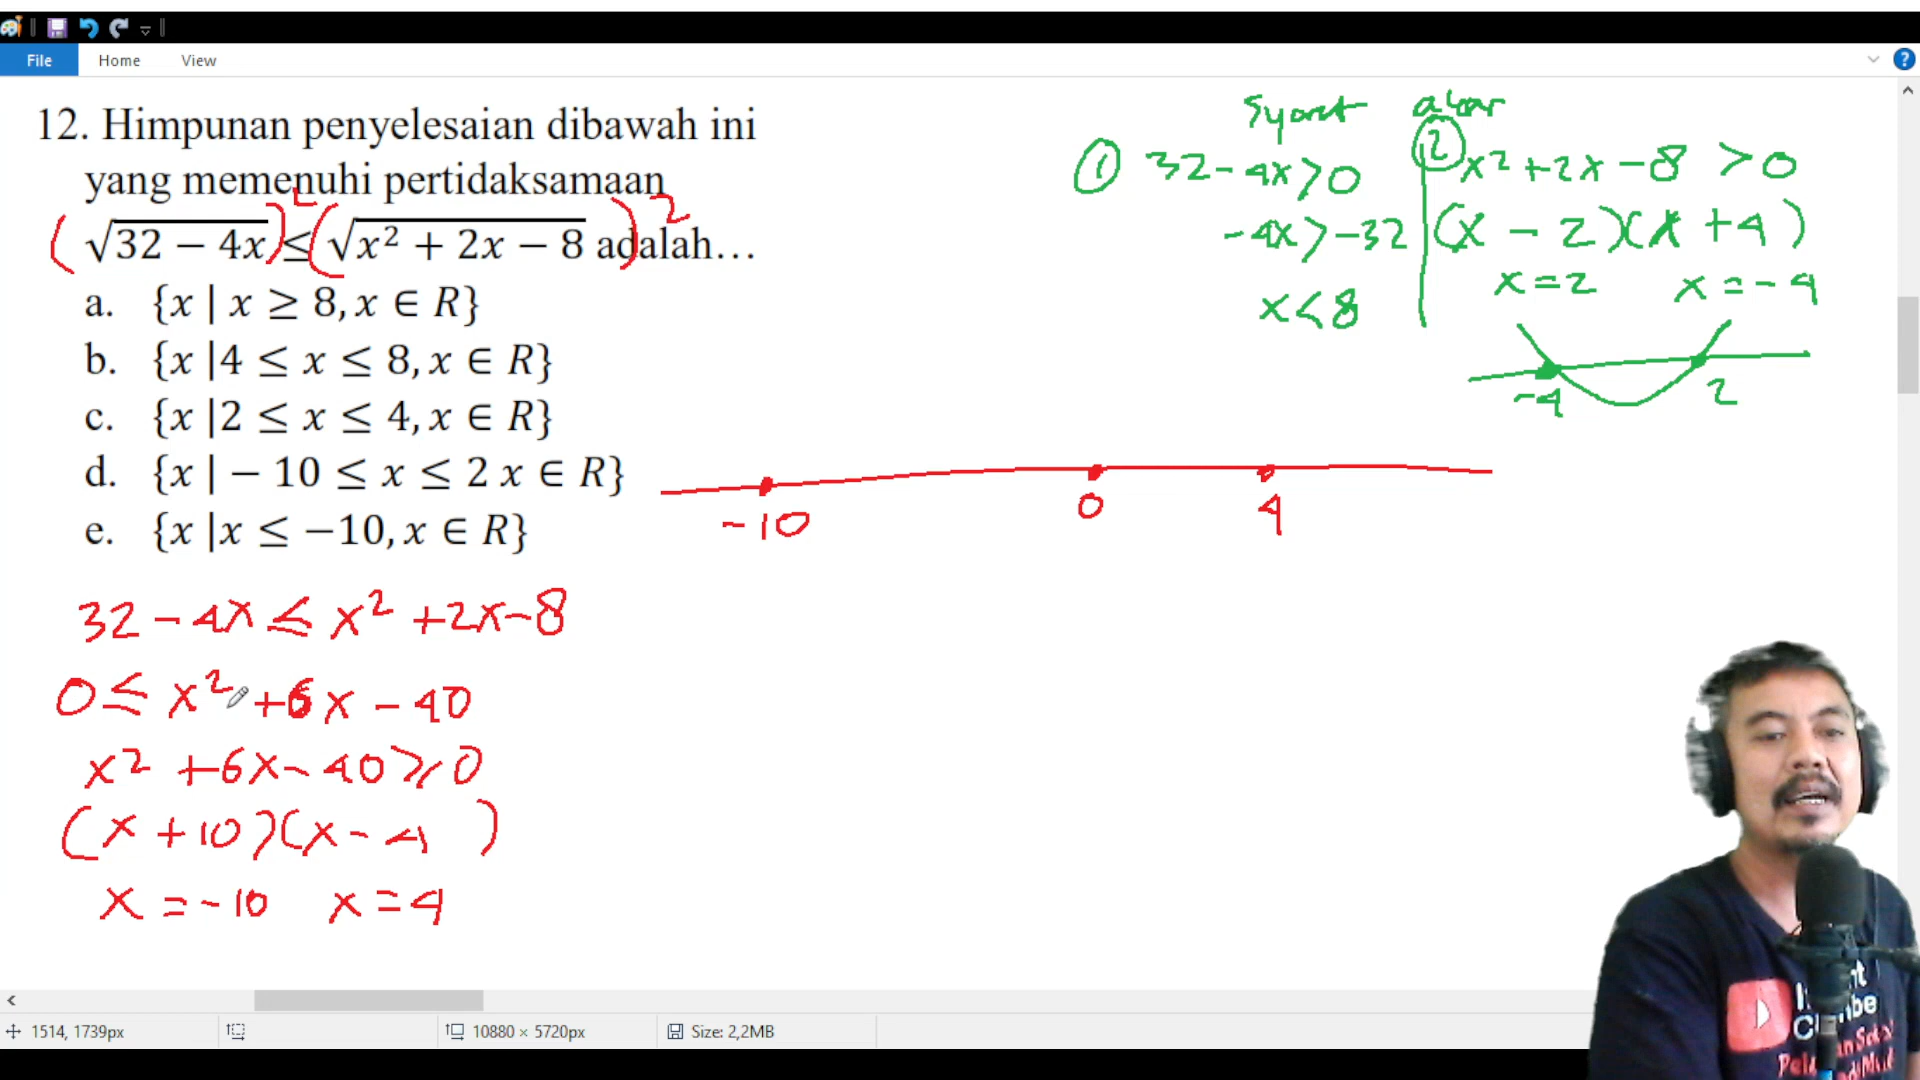 File Home View
12. Himpunan penyelesaian dibawah ini
yang memenuhi pertidaksamaan
(√32 − 4x)² ≤ (√x² + 2x − 8)² adalah…
a. {x | x ≥ 8, x ∈ R}
b. {x |4 ≤ x ≤ 8, x ∈ R}
c. {x |2 ≤ x ≤ 4, x ∈ R}
d. {x | − 10 ≤ x ≤ 2 x ∈ R}
e. {x |x ≤ −10, x ∈ R}
32 − 4x ≤ x² + 2x − 8
0 ≤ x² + 6x − 40
x² + 6x − 40 ≥ 0
(x + 10)(x − 4)
x = −10 x = 4
Syarat akar
① 32 − 4x > 0
−4x > −32
x < 8
② x² + 2x − 8 > 0
(x − 2)(x + 4)
x = 2 x = −4
−4 2
−10 0 4
1514, 1739px
10880 × 5720px
Size: 2,2MB